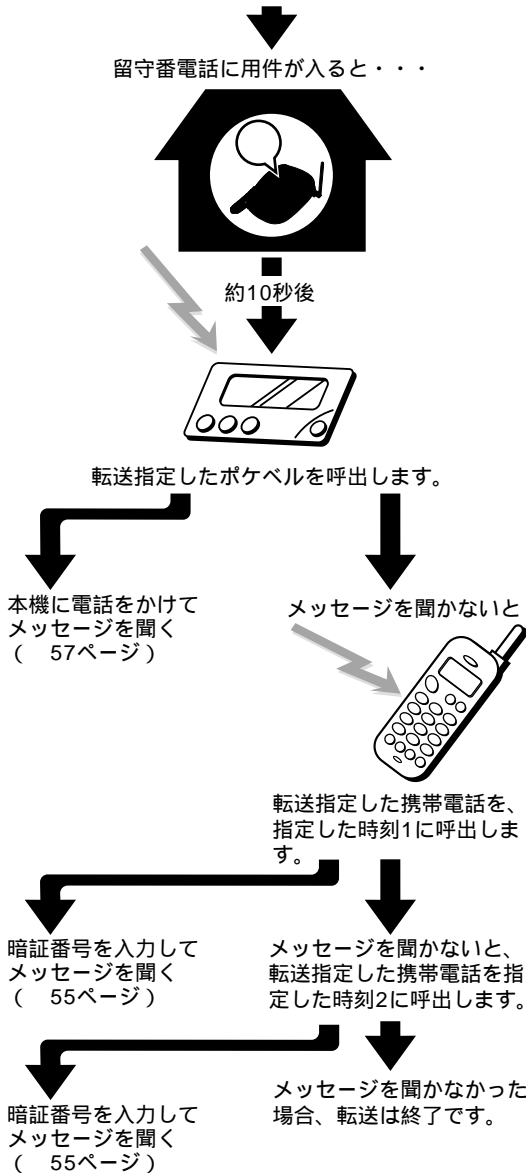 留守番電話に用件が入ると・・・
約10秒後
転送指定したポケベルを呼出します。
本機に電話をかけて
メッセージを聞く
(　57ページ)
メッセージを聞かないと
転送指定した携帯電話を、
指定した時刻1に呼出しま
す。
暗証番号を入力して
メッセージを聞く
(　55ページ)
メッセージを聞かないと、
転送指定した携帯電話を指
定した時刻2に呼出します。
暗証番号を入力して
メッセージを聞く
(　55ページ)
メッセージを聞かなかった
場合、転送は終了です。